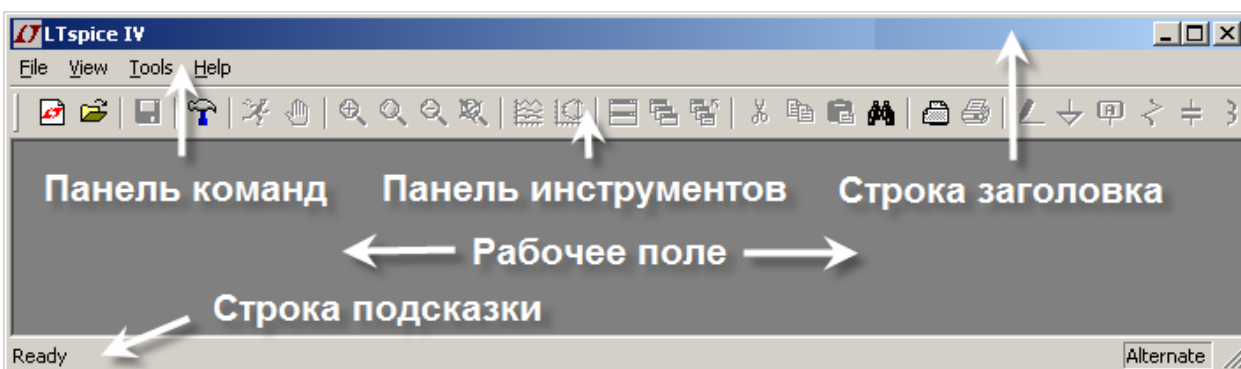 LTspice IV
File View Tools Help
Панель команд Панель инструментов Строка заголовка
Рабочее поле
Строка подсказки
Ready Alternate